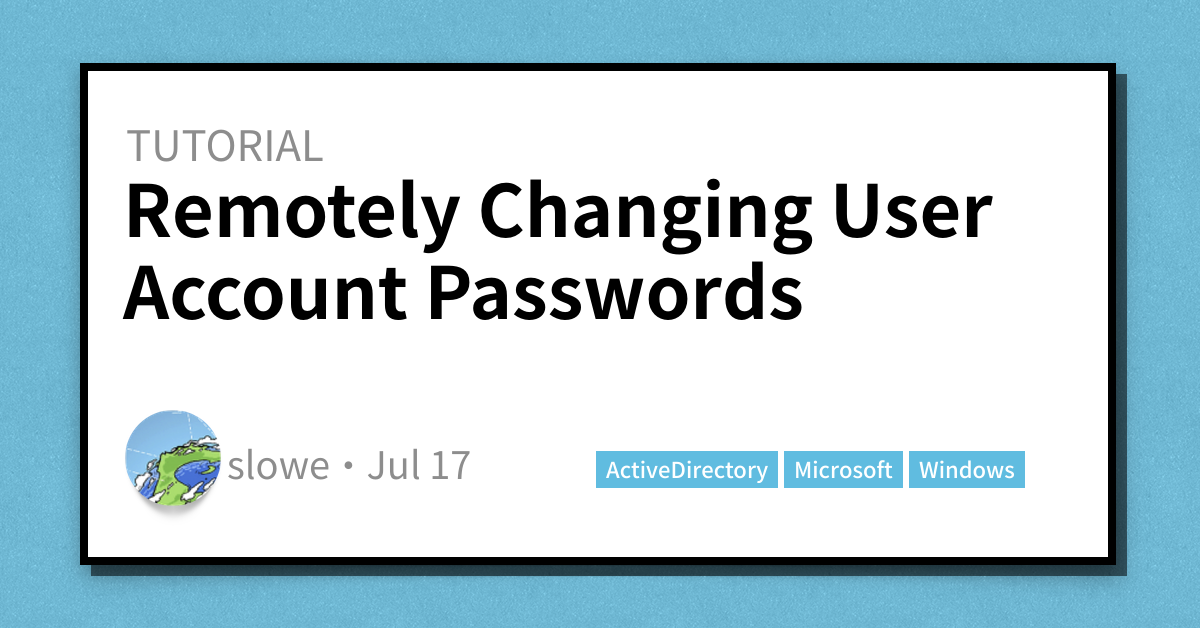 TUTORIAL
Remotely Changing User
Account Passwords
slowe • Jul 17
ActiveDirectory Microsoft Windows